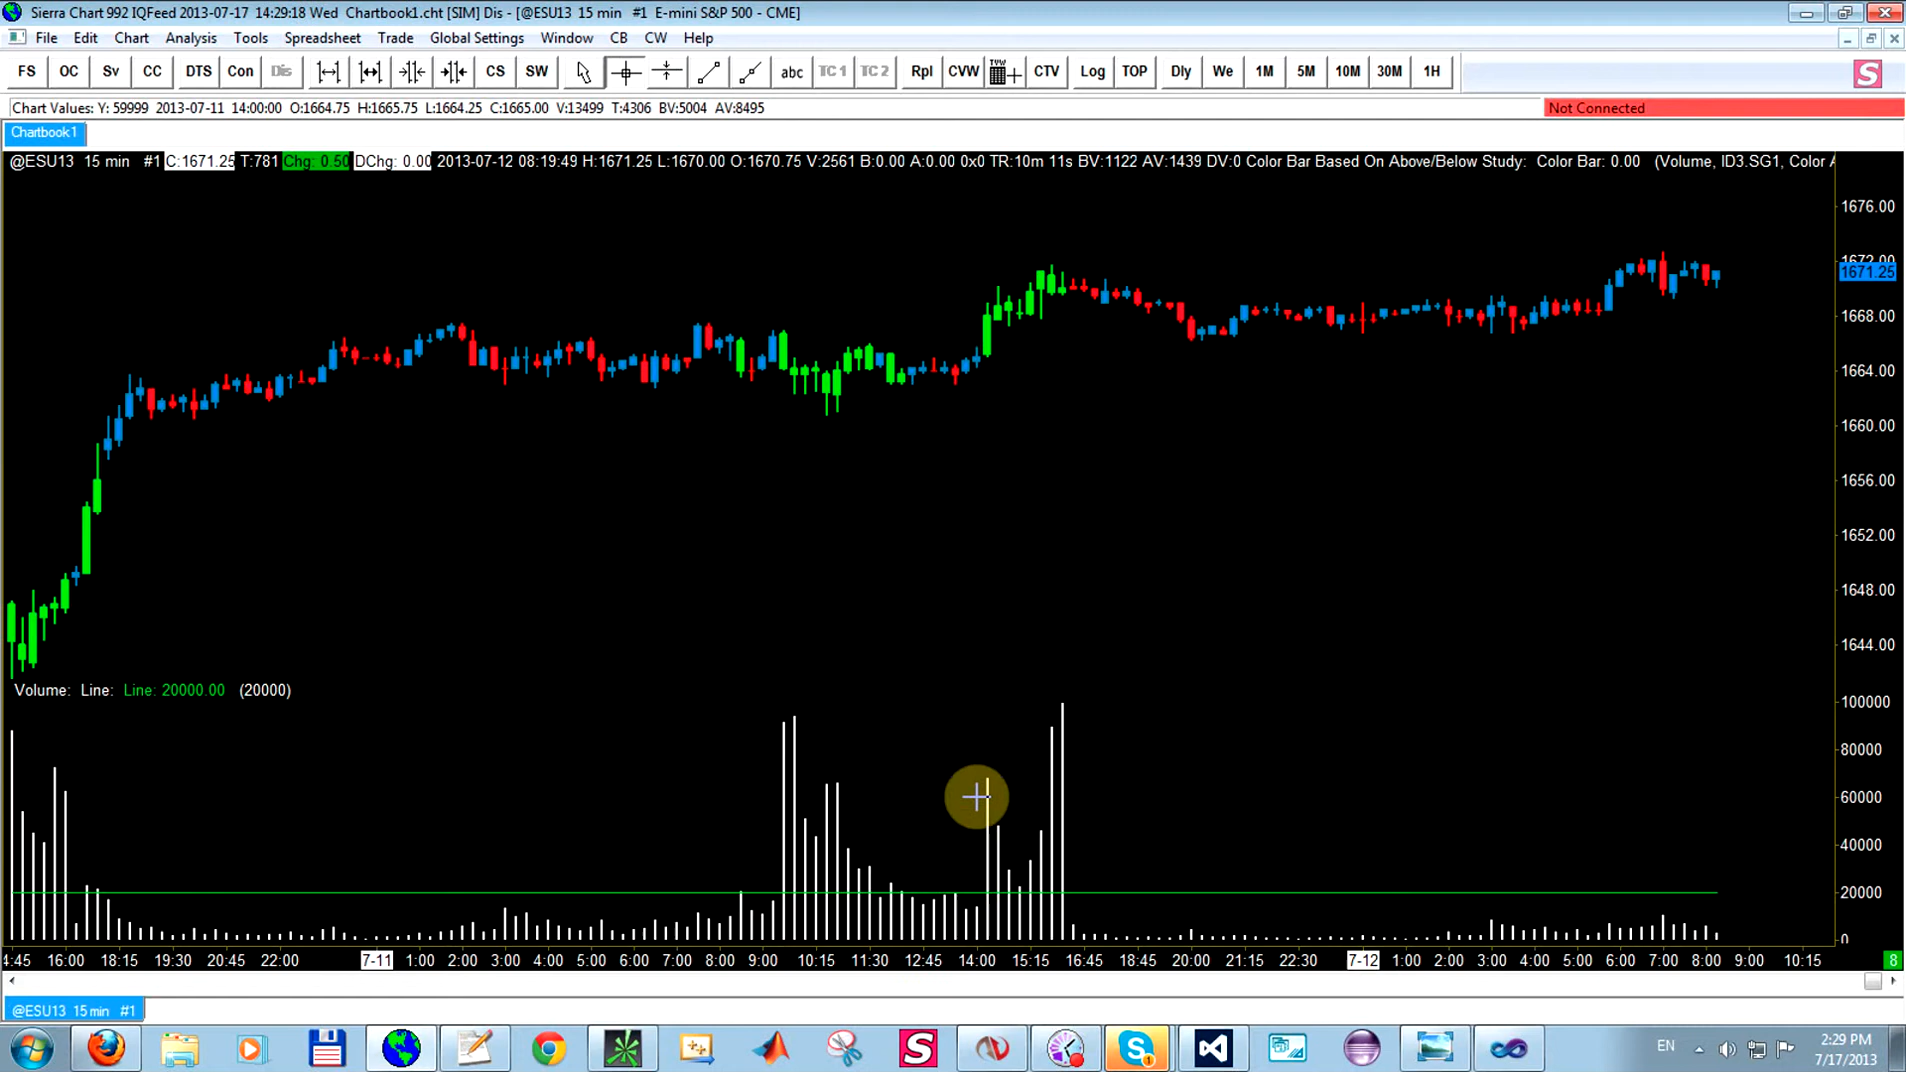 Sierra Chart 992 IQFeed 2013-07-17 14:29:18 Wed Chartbook1.cht [SIM] Dis - [@ESU13 15 min #1 E-mini S&P 500 - CME]
File Edit Chart Analysis Tools Forex Spreadsheet Trade Global Settings Window CB CW Help
FS OC Sv CC DTS Con Dis CS SW abc TC 1 TC 2 Rpl CVW TVW CTV Log TOP Dly We 1M 5M 10M 30M 1H S
Chart Values: Y: 59999 2013-07-11 14:00:00 O:1664.75 H:1665.75 L:1664.25 C:1665.00 V:13499 T:4306 BV:5004 AV:8495
Not Connected
Chartbook1
@ESU13 15 min #1 C:1671.25 T:781 Chg: 0.50 DChg: 0.00 2013-07-12 08:19:49 H:1671.25 L:1670.00 O:1670.75 V:2561 B:0.00 A:0.00 0x0 TR:10m 11s BV:1122 AV:1439 DV:0 Color Bar Based On Above/Below Study: Color Bar: 0.00 (Volume, ID3.SG1, Color
1676.00
1672.00
1671.25
1668.00
1664.00
1660.00
1656.00
1652.00
1648.00
1644.00
Volume: Line: Line: 20000.00 (20000)
100000
80000
60000
40000
20000
0
4:45 16:00 18:15 19:30 20:45 22:00 7-11 1:00 2:00 3:00 4:00 5:00 6:00 7:00 8:00 9:00 10:15 11:30 12:45 14:00 15:15 16:45 18:45 20:00 21:15 22:30 7-12 1:00 2:00 3:00 4:00 5:00 6:00 7:00 8:00 9:00 10:15 8
@ESU13 15 min #1
S
EN
2:29 PM
7/17/2013